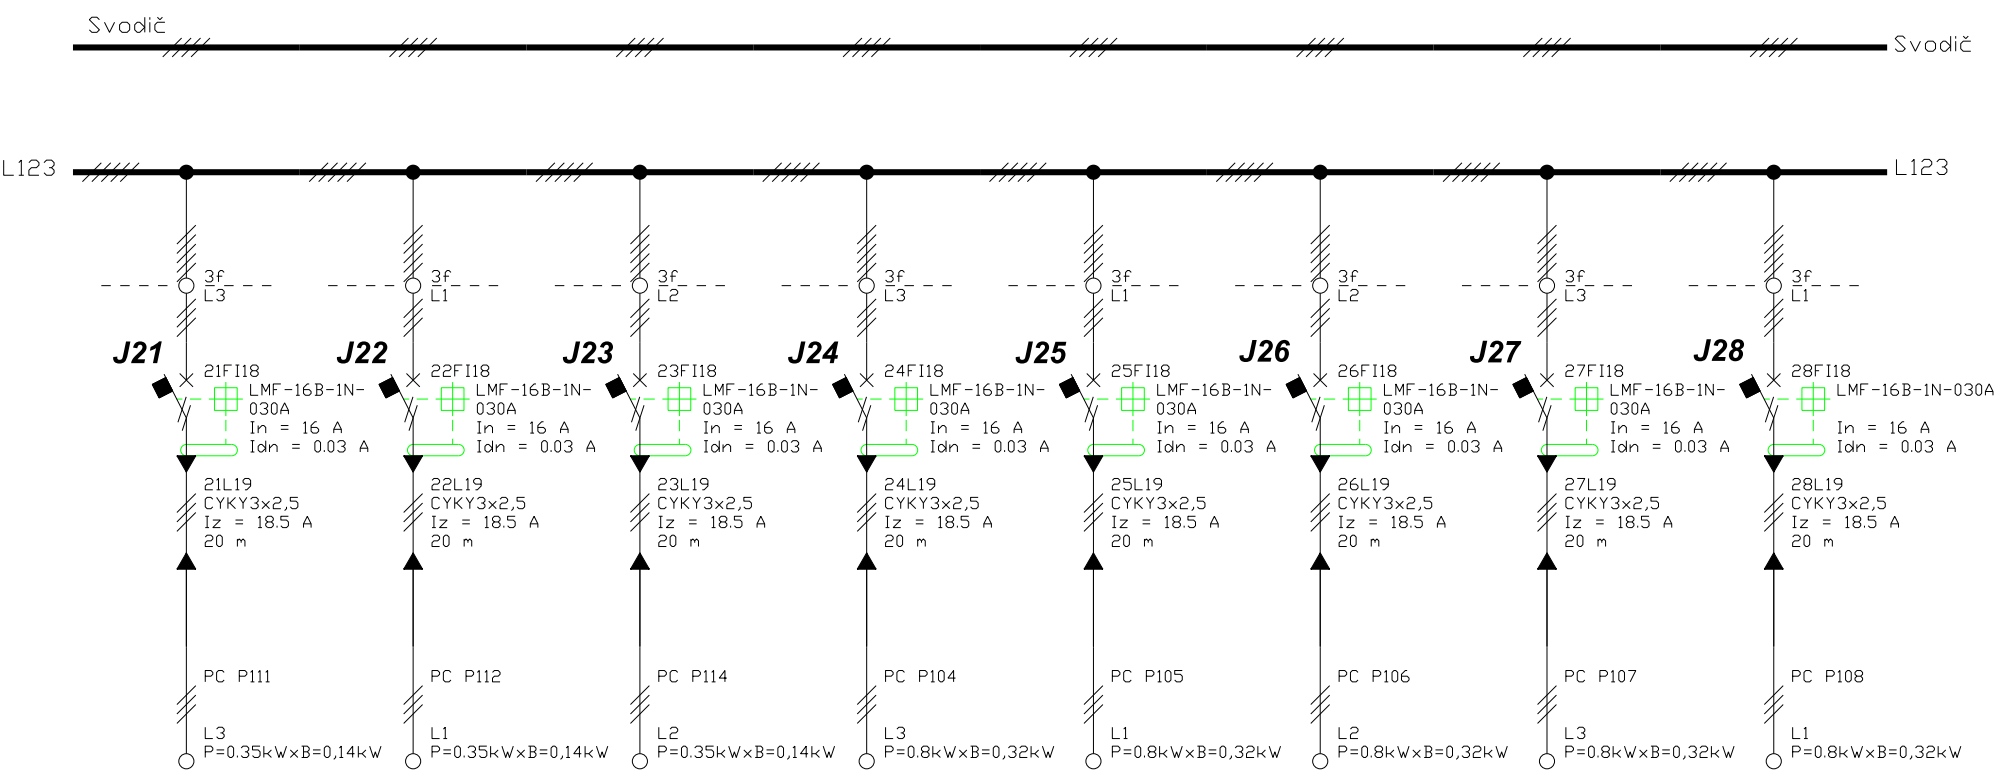 Svodič
Svodič
L123
L123
3f
L3
J21
21FI18
LMF-16B-1N-
030A
In = 16 A
Idn = 0.03 A
21L19
CYKY3x2,5
Iz = 18.5 A
20 m
PC P111
L3
P=0.35kWxB=0,14kW
3f
L1
J22
22FI18
LMF-16B-1N-
030A
In = 16 A
Idn = 0.03 A
22L19
CYKY3x2,5
Iz = 18.5 A
20 m
PC P112
L1
P=0.35kWxB=0,14kW
3f
L2
J23
23FI18
LMF-16B-1N-
030A
In = 16 A
Idn = 0.03 A
23L19
CYKY3x2,5
Iz = 18.5 A
20 m
PC P114
L2
P=0.35kWxB=0,14kW
3f
L3
J24
24FI18
LMF-16B-1N-
030A
In = 16 A
Idn = 0.03 A
24L19
CYKY3x2,5
Iz = 18.5 A
20 m
PC P104
L3
P=0.8kWxB=0,32kW
3f
L1
J25
25FI18
LMF-16B-1N-
030A
In = 16 A
Idn = 0.03 A
25L19
CYKY3x2,5
Iz = 18.5 A
20 m
PC P105
L1
P=0.8kWxB=0,32kW
3f
L2
J26
26FI18
LMF-16B-1N-
030A
In = 16 A
Idn = 0.03 A
26L19
CYKY3x2,5
Iz = 18.5 A
20 m
PC P106
L2
P=0.8kWxB=0,32kW
3f
L3
J27
27FI18
LMF-16B-1N-
030A
In = 16 A
Idn = 0.03 A
27L19
CYKY3x2,5
Iz = 18.5 A
20 m
PC P107
L3
P=0.8kWxB=0,32kW
3f
L1
J28
28FI18
LMF-16B-1N-030A
In = 16 A
Idn = 0.03 A
28L19
CYKY3x2,5
Iz = 18.5 A
20 m
PC P108
L1
P=0.8kWxB=0,32kW